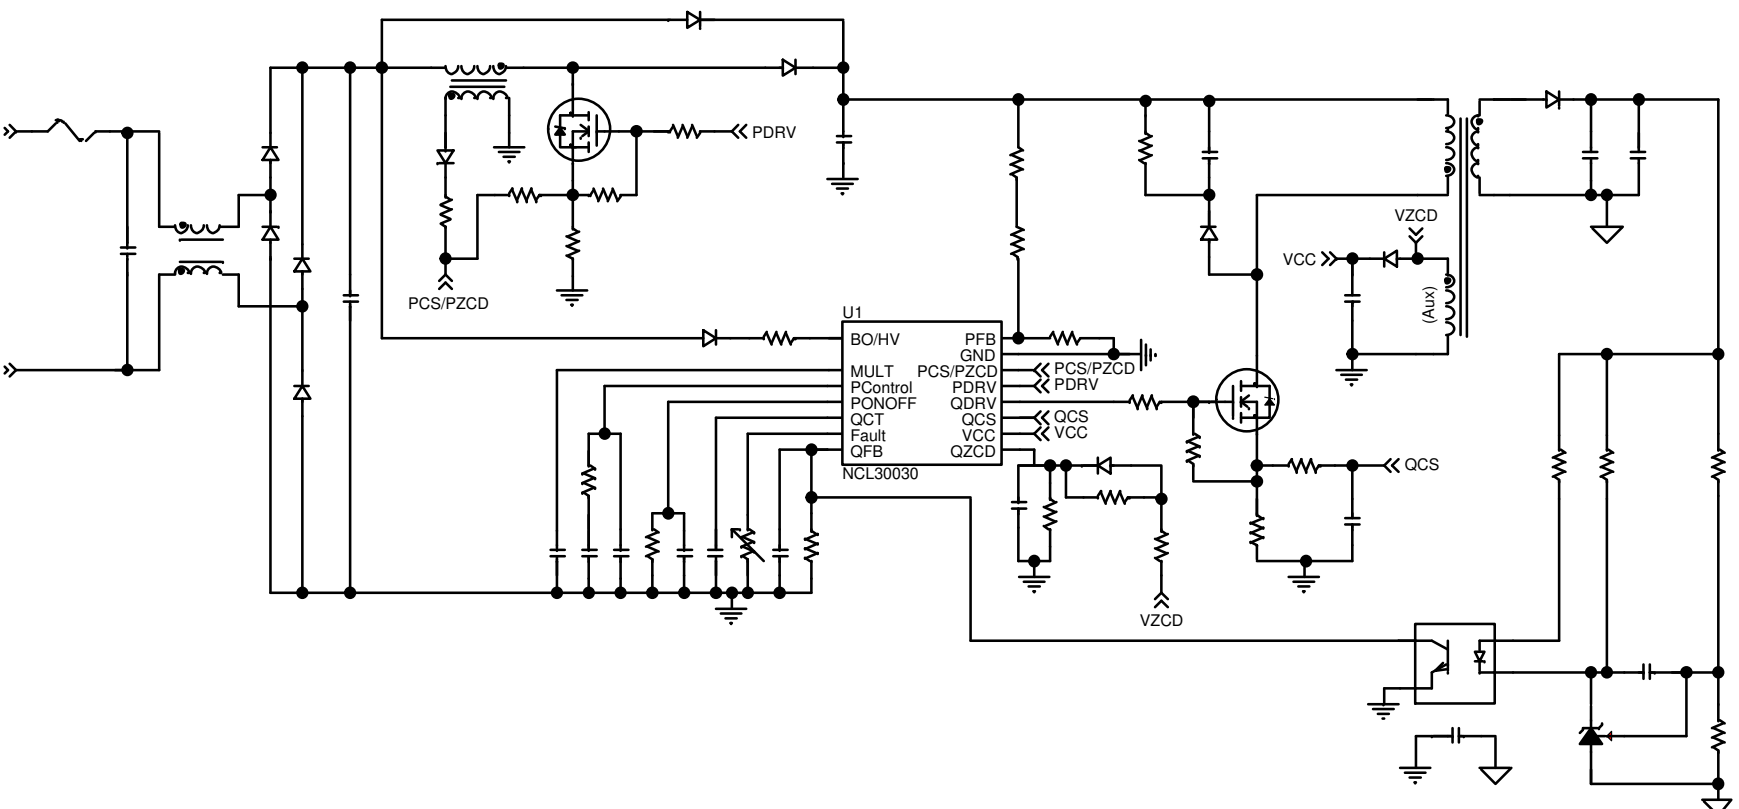 PDRV
VZCD
VCC
(Aux)
PCS/PZCD
U1
BO/HV
PFB
GND
MULT
PCS/PZCD
PCS/PZCD
PControl
PDRV
PDRV
PONOFF
QDRV
QCT
QCS
QCS
Fault
VCC
VCC
QFB
QZCD
NCL30030
QCS
VZCD